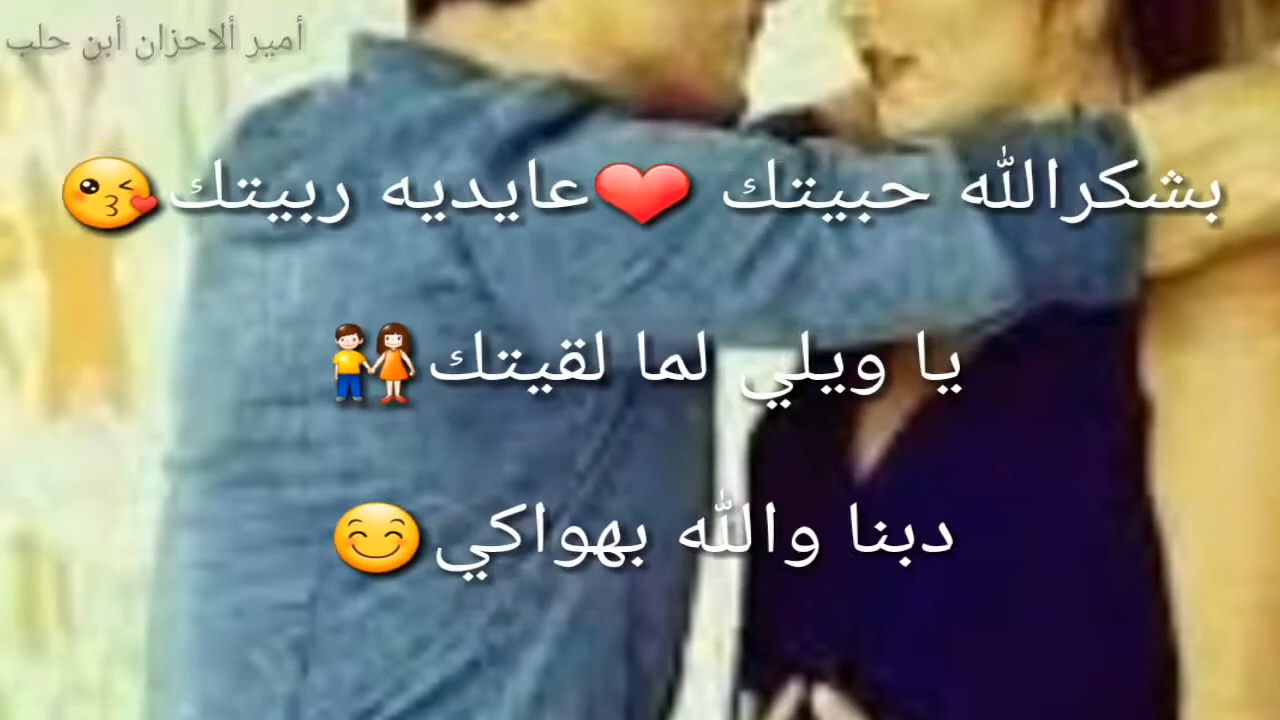 أمير ألاحزان أبن حلب
بشكرالله حبيتك ❤عايديه ربيتك😘
يا ويلي لما لقيتك👫
دبنا والله بهواكي😊